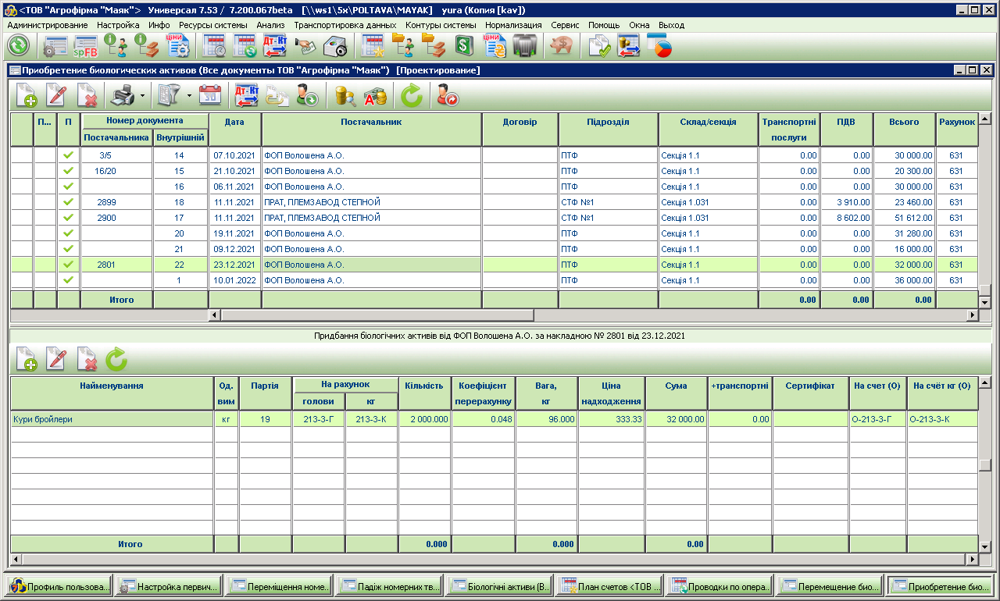 <ТОВ "Агрофірма "Маяк"> Универсал 7.53 / 7.200.067beta [\\ws1\5x\POLTAVA\MAYAK] yura (Копия [kav])
Администрирование Настройка Инфо Ресурсы системы Анализ Транспортировка данных Контуры системы Нормализация Сервис Помощь Окна Выход
spFB ЦІНИ Дт-Кт ЦІНИ
Приобретение биологических активов (Все документы ТОВ "Агрофірма "Маяк") [Проектирование]
30 Дт-Кт
П... П Номер документа Дата Постачальник Договір Підрозділ Склад/секція Транспортні ПДВ Всього Рахунок
Постачальника Внутрішній послуги
3/5 14 07.10.2021 ФОП Волошена А.О. ПТФ Секція 1.1 0.00 0.00 30 000.00 631
16/20 15 21.10.2021 ФОП Волошена А.О. ПТФ Секція 1.1 0.00 0.00 20 300.00 631
16 06.11.2021 ФОП Волошена А.О. ПТФ Секція 1.1 0.00 0.00 30 000.00 631
2899 18 11.11.2021 ПРАТ, ПЛЕМЗАВОД СТЕПНОЙ СТФ №1 Секція 1.031 0.00 3 910.00 23 460.00 631
2900 17 11.11.2021 ПРАТ, ПЛЕМЗАВОД СТЕПНОЙ СТФ №1 Секція 1.031 0.00 8 602.00 51 612.00 631
20 19.11.2021 ФОП Волошена А.О. ПТФ Секція 1.1 0.00 0.00 31 280.00 631
21 09.12.2021 ФОП Волошена А.О. ПТФ Секція 1.1 0.00 0.00 16 000.00 631
2801 22 23.12.2021 ФОП Волошена А.О. ПТФ Секція 1.1 0.00 0.00 32 000.00 631
1 10.01.2022 ФОП Волошена А.О. ПТФ Секція 1.1 0.00 0.00 36 000.00 631
Итого 0.00 0.00 0.00
Придбання біологічних активів від ФОП Волошена А.О. за накладною № 2801 від 23.12.2021
Найменування Од. Партія На рахунок Кількість Коефіцієнт Вага, Ціна Сума +транспортні Сертифікат На счет (О) На счёт кг (О)
вим голови кг перерахунку кг надходження
Кури бройлери кг 19 213-3-Г 213-3-К 2 000.000 0.048 96.000 333.33 32 000.00 0.00 О-213-3-Г О-213-3-К
Итого 0.000 0.000 0.00
Профиль пользова... Настройка первич... Переміщення номе... Падіж номерних тв... Біологічні активи (В... План счетов <ТОВ ... Проводки по опера... Перемещение био... Приобретение био...